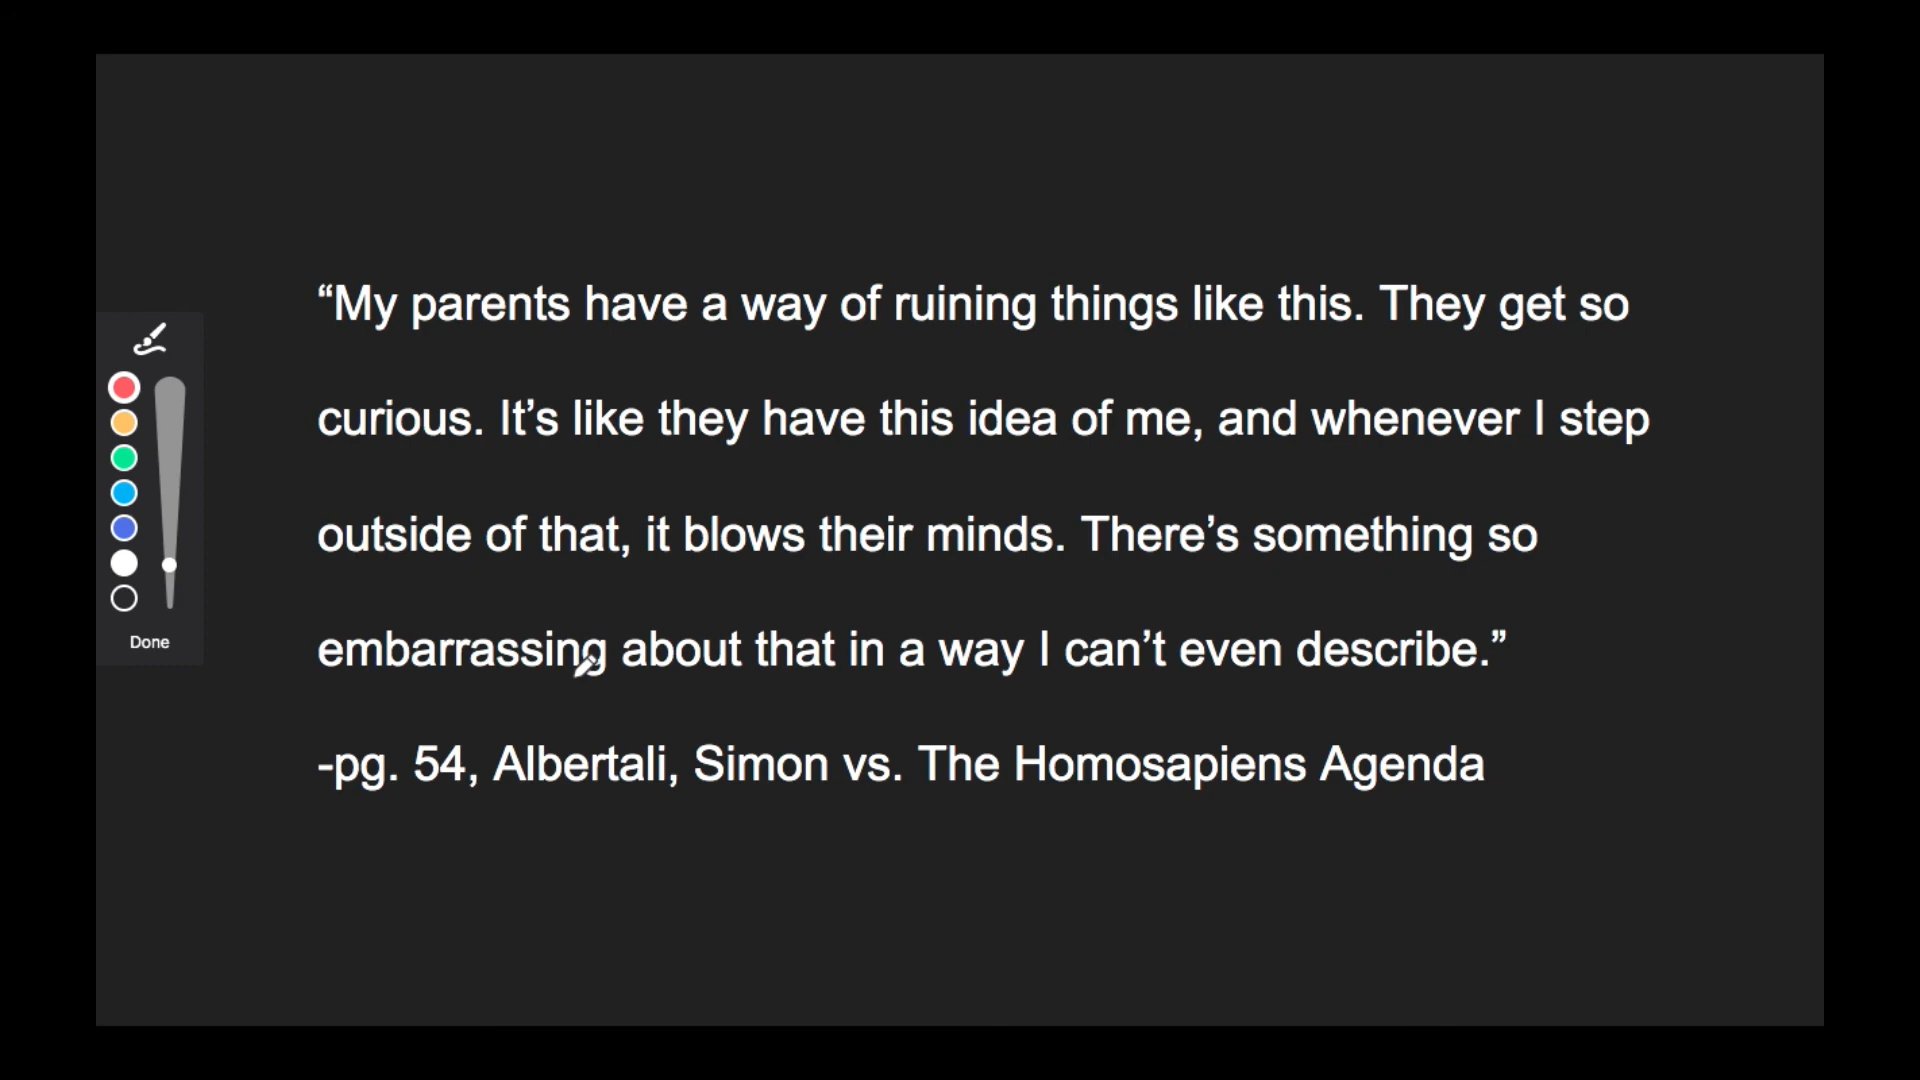 “My parents have a way of ruining things like this. They get so
curious. It’s like they have this idea of me, and whenever I step
outside of that, it blows their minds. There’s something so
embarrassing about that in a way I can’t even describe.”
-pg. 54, Albertali, Simon vs. The Homosapiens Agenda
Done